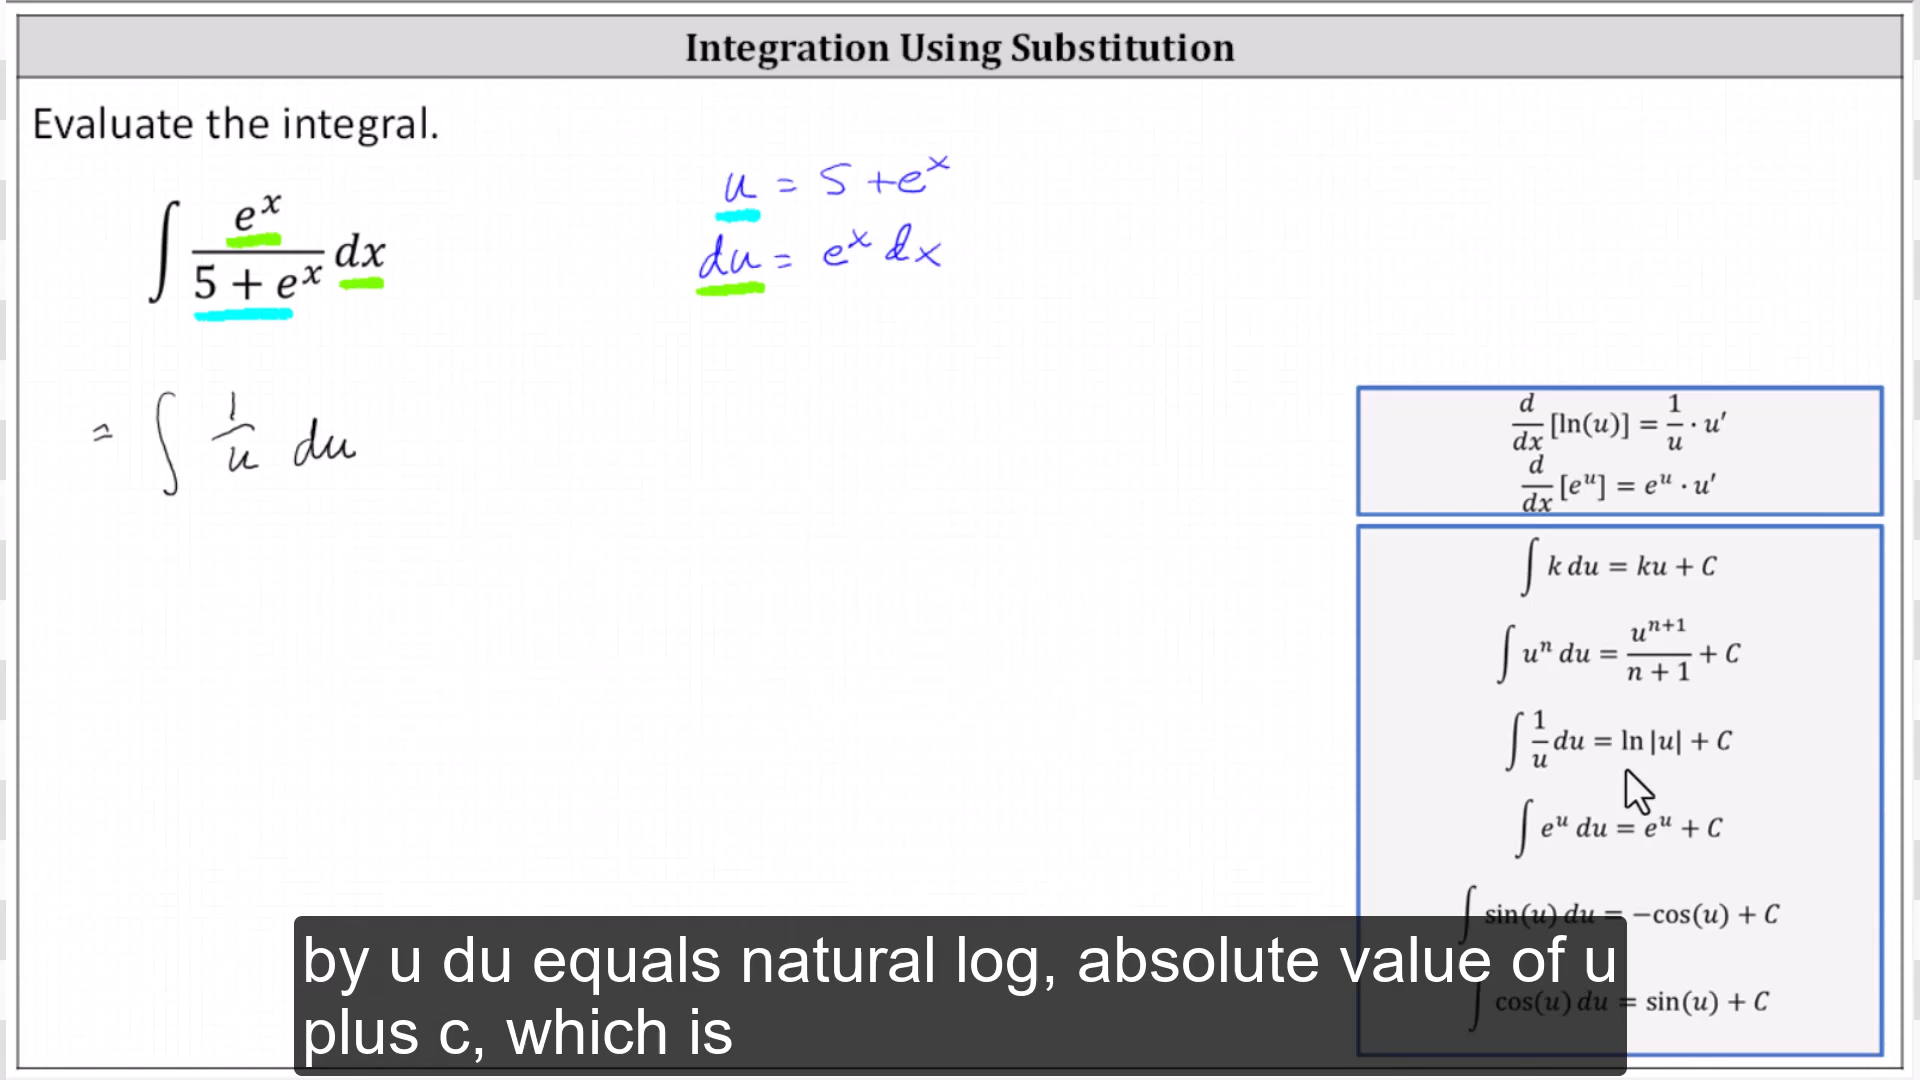 Integration Using Substitution
Evaluate the integral.
∫ e^x / (5 + e^x) dx
u = 5 + e^x
du = e^x dx
= ∫ 1/u du
d/dx [ln(u)] = 1/u · u′
d/dx [e^u] = e^u · u′
∫ k du = ku + C
∫ u^n du = u^(n+1) / (n + 1) + C
∫ 1/u du = ln |u| + C
∫ e^u du = e^u + C
∫ sin(u) du = −cos(u) + C
∫ cos(u) du = sin(u) + C
by u du equals natural log, absolute value of u
plus c, which is